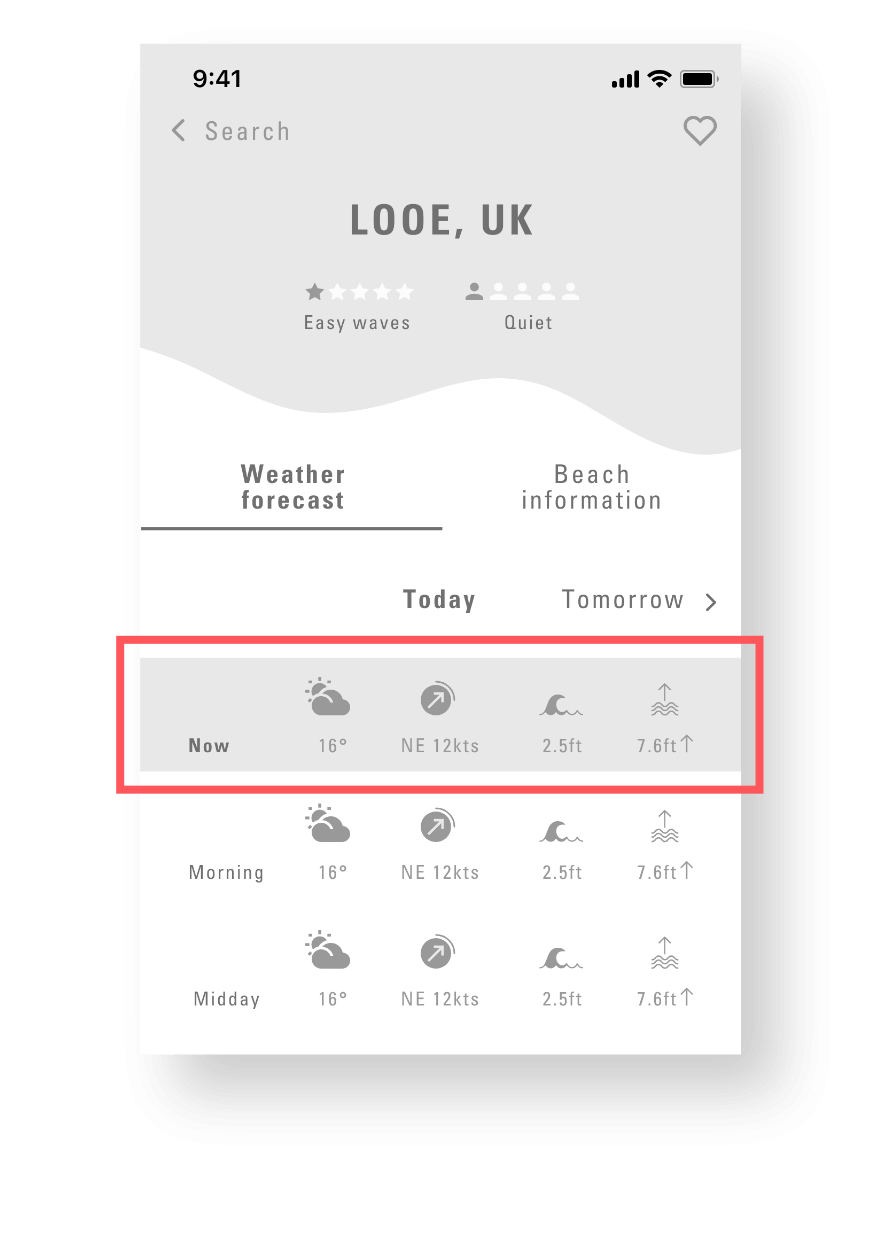 9:41
Search
LOOE, UK
Easy waves Quiet
Weather Beach
forecast information
Today Tomorrow
Now 16° NE 12kts 2.5ft 7.6ft↑
Morning 16° NE 12kts 2.5ft 7.6ft↑
Midday 16° NE 12kts 2.5ft 7.6ft↑